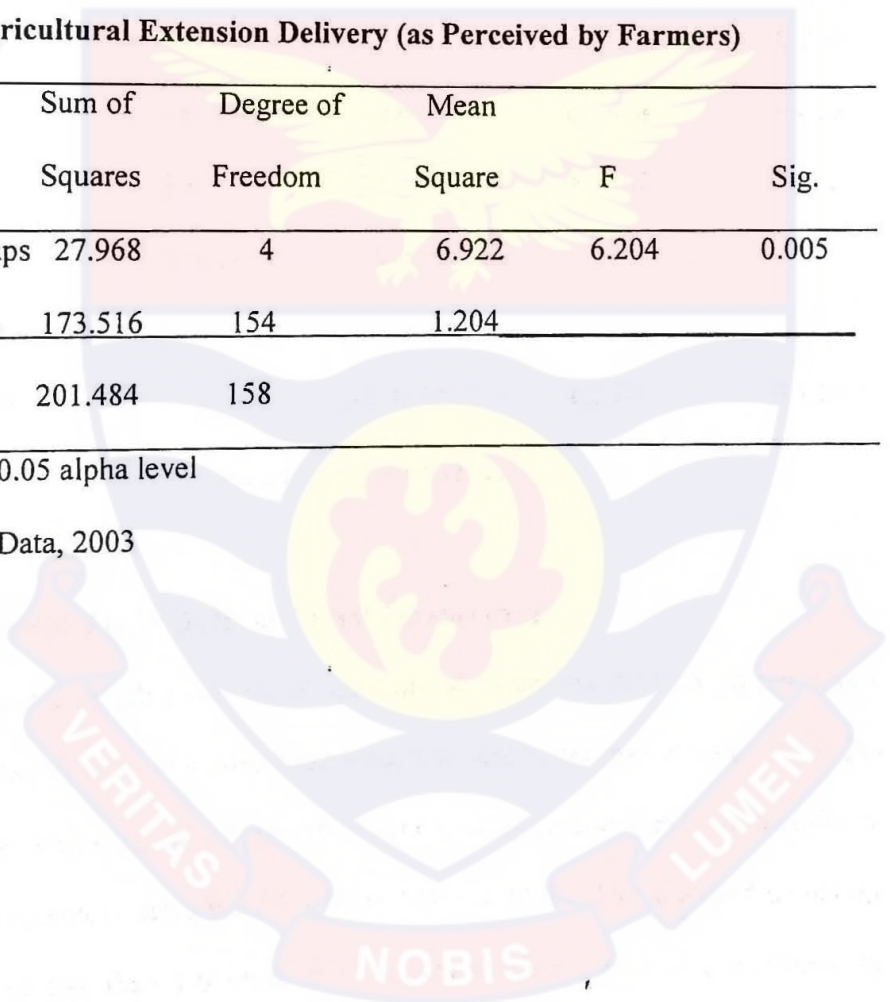 ricultural Extension Delivery (as Perceived by Farmers)
Sum of Degree of Mean
Squares Freedom Square F Sig.
ps 27.968 4 6.922 6.204 0.005
173.516 154 1.204
201.484 158
0.05 alpha level
Data, 2003
VERITAS NOBIS LUMEN